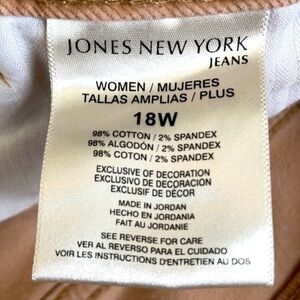 JONES NEW YORK
JEANS
WOMEN / MUJERES
TALLAS AMPLIAS / PLUS
18W
98% COTTON / 2% SPANDEX
98% ALGODÓN / 2% SPANDEX
98% COTON / 2% SPANDEX
EXCLUSIVE OF DECORATION
EXCLUSIVO DE DECORACION
EXCLUSIF DE DÉCOR
MADE IN JORDAN
HECHO EN JORDANIA
FAIT AU JORDANIE
SEE REVERSE FOR CARE
VER AL REVERSO PARA EL CUIDADO
VOIR LES INSTRUCTIONS D'ENTRETIEN AU DOS